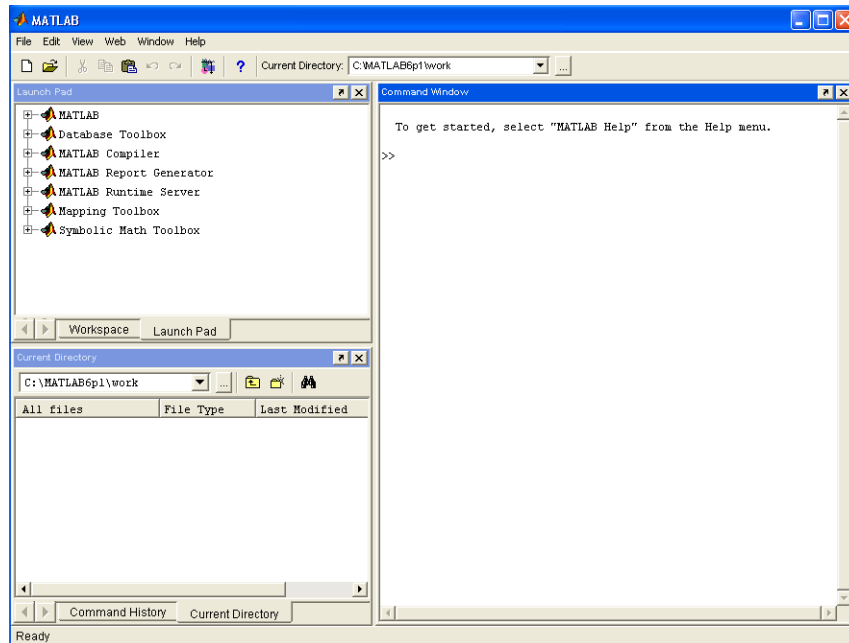 MATLAB
File Edit View Web Window Help
? Current Directory: C:\MATLAB6p1\work ...
Launch Pad
MATLAB
Database Toolbox
MATLAB Compiler
MATLAB Report Generator
MATLAB Runtime Server
Mapping Toolbox
Symbolic Math Toolbox
Workspace Launch Pad
Current Directory
C:\MATLAB6p1\work ...
All files File Type Last Modified
Command History Current Directory
Command Window
To get started, select "MATLAB Help" from the Help menu.
>>
Ready